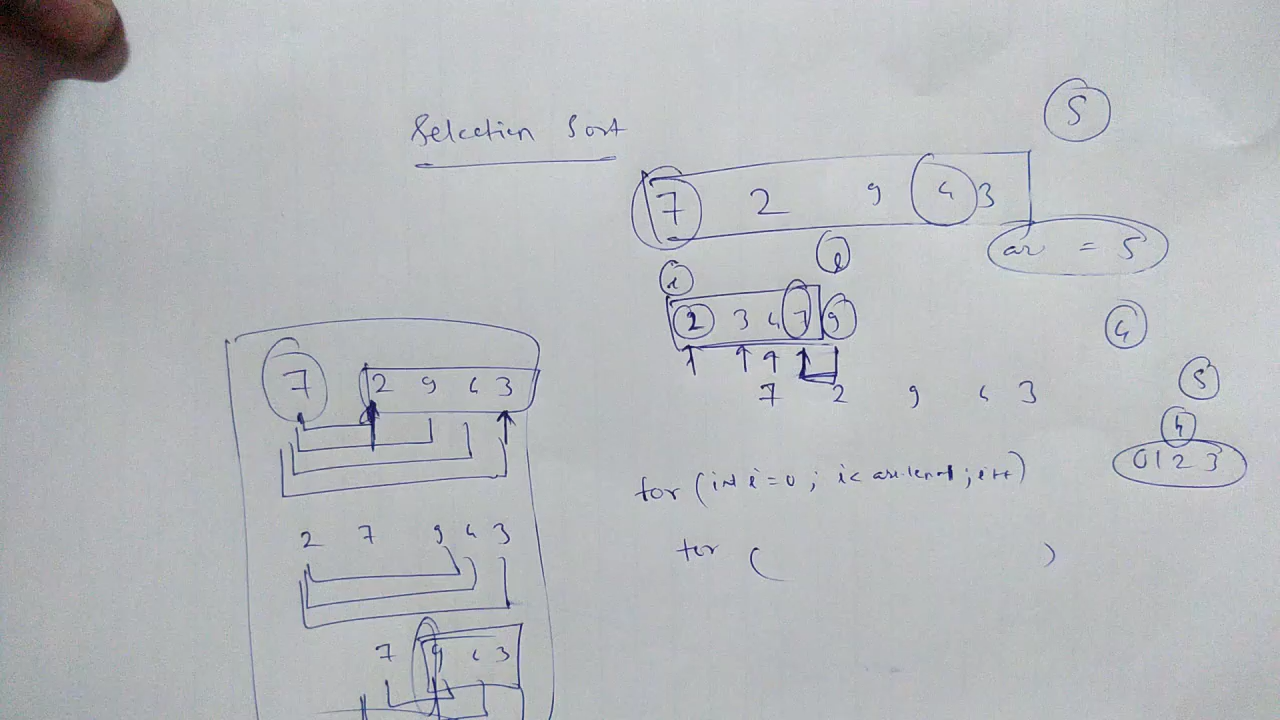 Selection Sort
5
7 2 9 4 3
arr = 5
i
2 3 4 7 9
4
7 2 9 4 3
7 2 9 4 3
5
4
0 1 2 3
for (int i=0; i< arr.length; i++)
for ( )
2 7 9 4 3
7 9 4 3